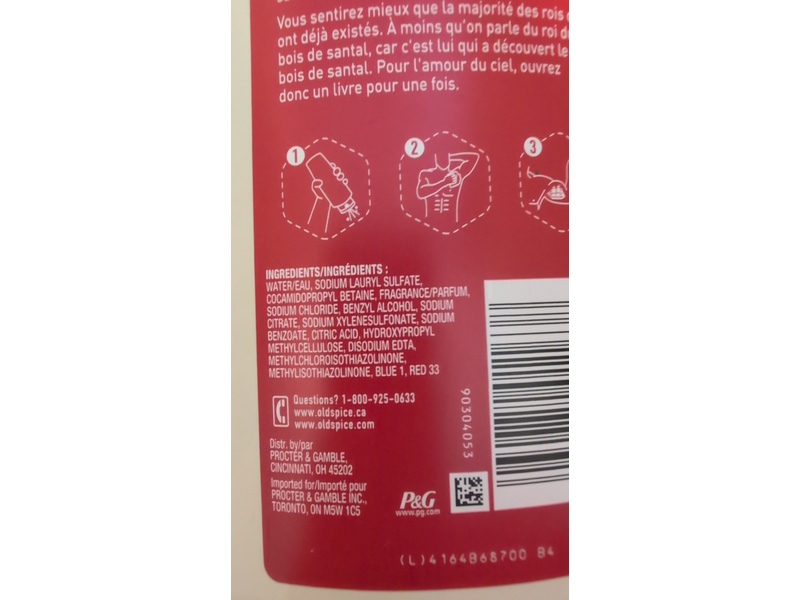 Vous sentirez mieux que la majorité des rois
ont déjà existés. À moins qu'on parle du roi
bois de santal, car c'est lui qui a découvert le
bois de santal. Pour l'amour du ciel, ouvrez
donc un livre pour une fois.
1
2
3
INGREDIENTS/INGRÉDIENTS :
WATER/EAU, SODIUM LAURYL SULFATE,
COCAMIDOPROPYL BETAINE, FRAGRANCE/PARFUM,
SODIUM CHLORIDE, BENZYL ALCOHOL, SODIUM
CITRATE, SODIUM XYLENESULFONATE, SODIUM
BENZOATE, CITRIC ACID, HYDROXYPROPYL
METHYLCELLULOSE, DISODIUM EDTA,
METHYLCHLOROISOTHIAZOLINONE,
METHYLISOTHIAZOLINONE, BLUE 1, RED 33
Questions? 1-800-925-0633
www.oldspice.ca
www.oldspice.com
90304053
Distr. by/par
PROCTER & GAMBLE,
CINCINNATI, OH 45202
Imported for/Importé pour
PROCTER & GAMBLE INC.,
TORONTO, ON M5W 1C5
P&G
www.pg.com
(L)4164B68700 B4